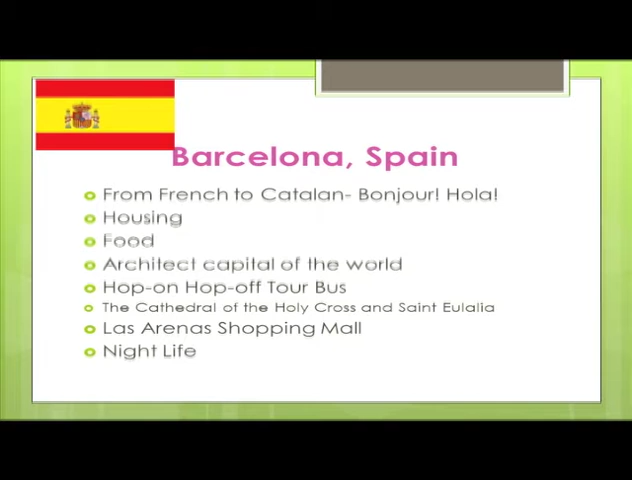 Barcelona, Spain
From French to Catalan- Bonjour! Hola!
Housing
Food
Architect capital of the world
Hop-on Hop-off Tour Bus
The Cathedral of the Holy Cross and Saint Eulalia
Las Arenas Shopping Mall
Night Life